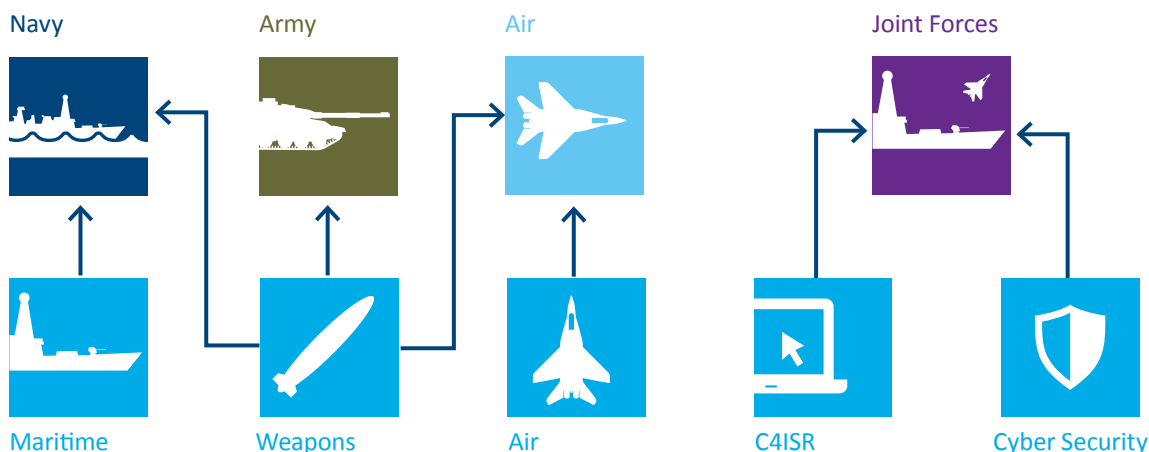 Navy
Army
Air
Joint Forces
Maritime
Weapons
Air
C4ISR
Cyber Security